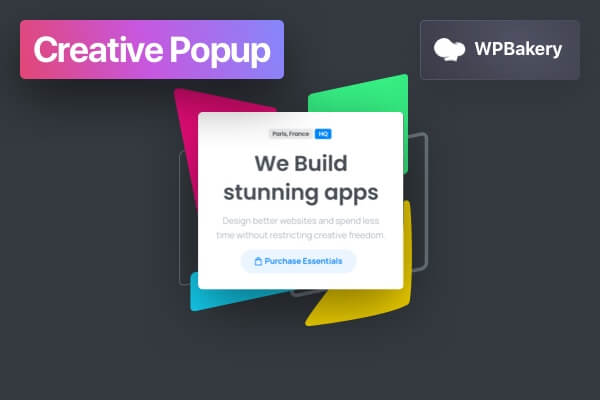 Creative Popup
WPBakery
Paris, France HQ
We Build
stunning apps
Design better websites and spend less
time without restricting creative freedom.
Purchase Essentials